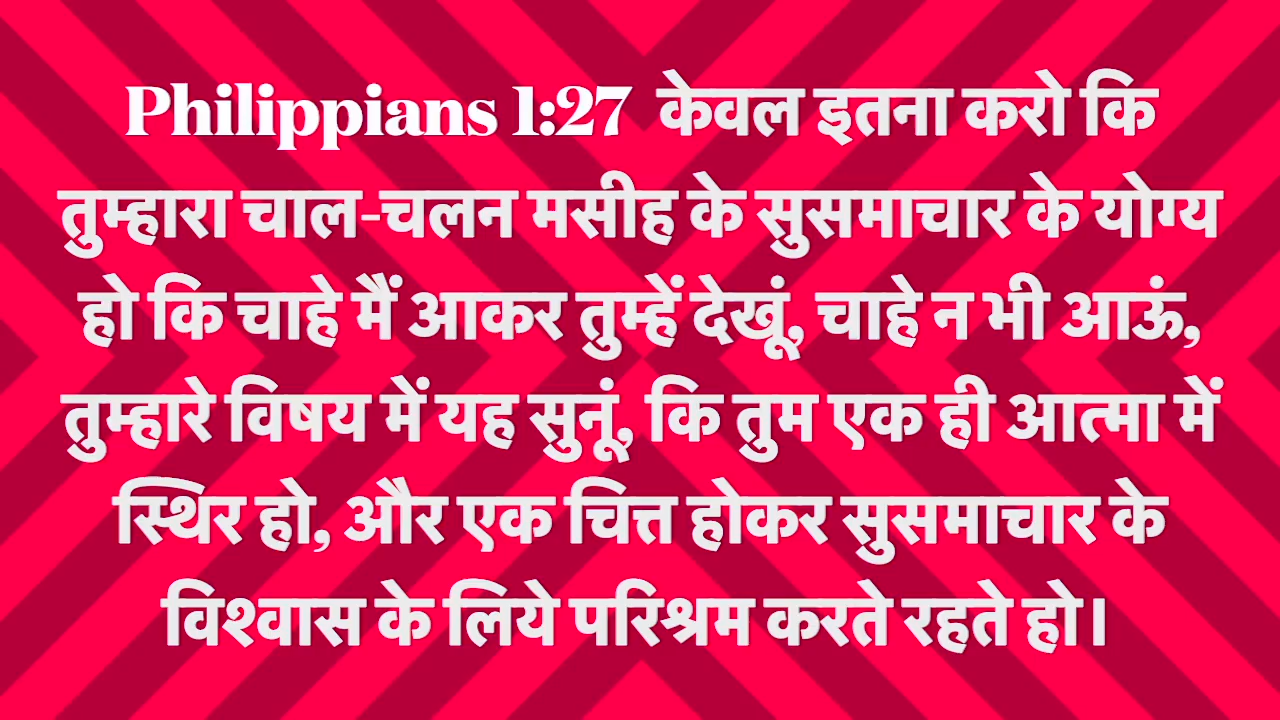 Philippians 1:27 केवल इतना करो कि
तुम्हारा चाल-चलन मसीह के सुसमाचार के योग्य
हो कि चाहे मैं आकर तुम्हें देखूं, चाहे न भी आऊं,
तुम्हारे विषय में यह सुनूं, कि तुम एक ही आत्मा में
स्थिर हो, और एक चित्त होकर सुसमाचार के
विश्वास के लिये परिश्रम करते रहते हो।